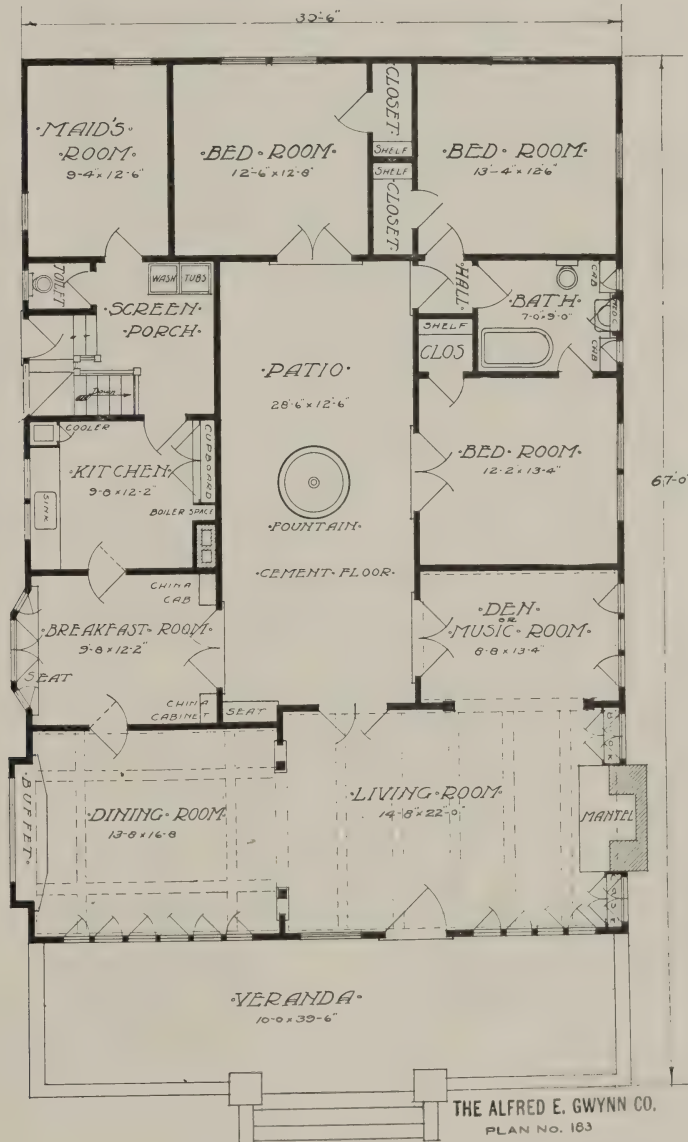 39'-6"
·MAID'S·
·ROOM·
9-4 x 12-6"
·BED·ROOM·
12-6" x 12-8"
CLOSET·
SHELF
SHELF
·CLOSET·
·BED·ROOM·
13-4" x 12-6"
TOILET
WASH TUBS
·SCREEN·
·PORCH·
Down
HALL
·BATH·
7-0 x 9-0"
CAB
CAB
SHELF
CLOS
·PATIO·
28-6" x 12-6"
COOLER
·KITCHEN·
9-8 x 12-2"
SINK
CUPBOARD
BOILER SPACE
·FOUNTAIN·
·CEMENT·FLOOR·
·BED·ROOM·
12-2 x 13-4"
67'-0"
CHINA
CAB
·BREAKFAST·ROOM·
9-8 x 12-2"
SEAT
CHINA
CABINET
SEAT
·DEN·
OR
·MUSIC·ROOM·
8-8 x 13-4"
·DINING·ROOM·
13-8 x 16-8
·BUFFET·
·LIVING·ROOM·
14-8" x 22-0"
MANTEL
·VERANDA·
10-0 x 39-6"
THE ALFRED E. GWYNN CO.
PLAN NO. 183